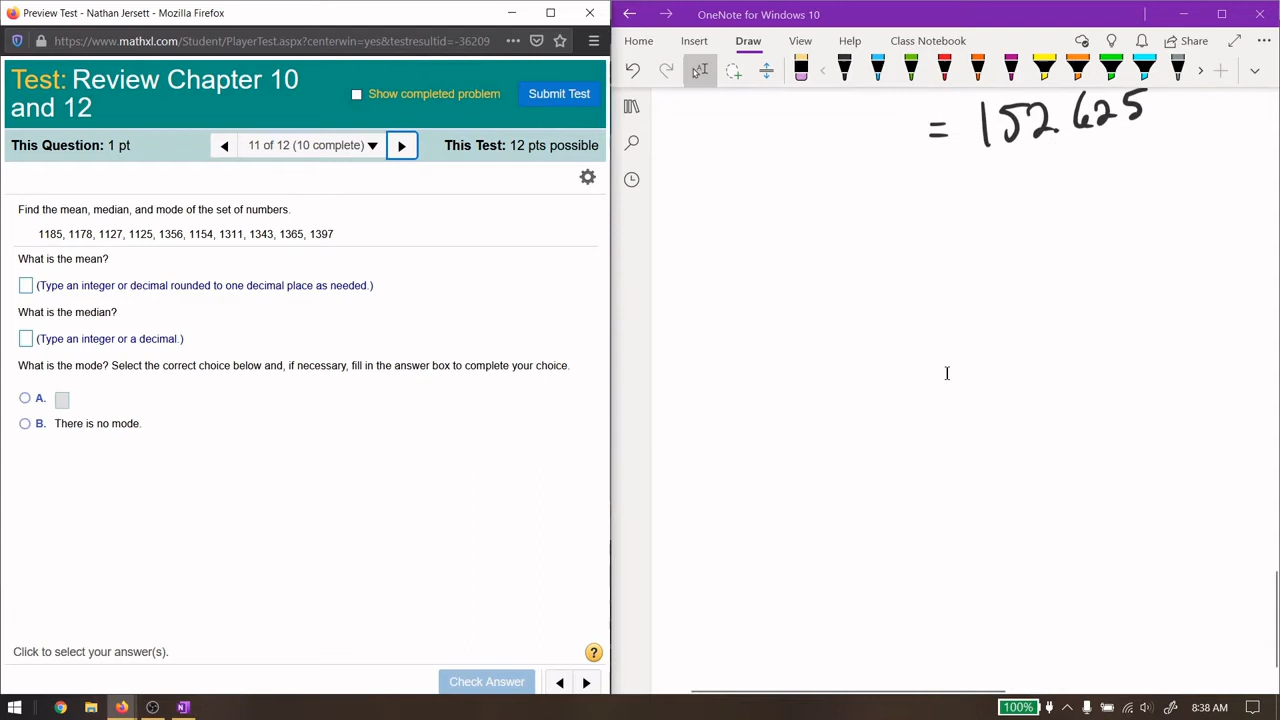 Preview Test - Nathan Jersett - Mozilla Firefox
https://www.mathxl.com/Student/PlayerTest.aspx?centerwin=yes&testresultid=-36209
Test: Review Chapter 10
and 12
Show completed problem
Submit Test
This Question: 1 pt
11 of 12 (10 complete)
This Test: 12 pts possible
Find the mean, median, and mode of the set of numbers.
1185, 1178, 1127, 1125, 1356, 1154, 1311, 1343, 1365, 1397
What is the mean?
(Type an integer or decimal rounded to one decimal place as needed.)
What is the median?
(Type an integer or a decimal.)
What is the mode? Select the correct choice below and, if necessary, fill in the answer box to complete your choice.
A.
B. There is no mode.
Click to select your answer(s).
?
Check Answer
OneNote for Windows 10
Home Insert Draw View Help Class Notebook
Share
= 152.625
100%
8:38 AM